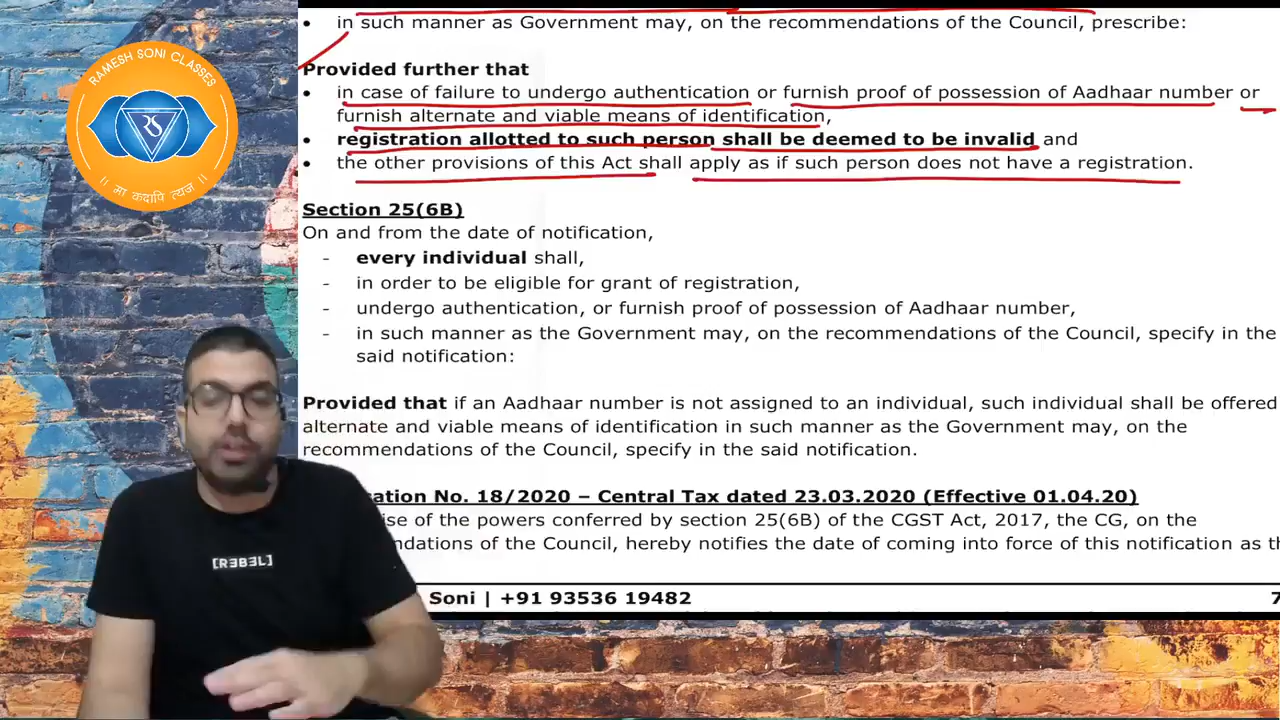 in such manner as Government may, on the recommendations of the Council, prescribe:
RAMESH SONI CLASSES
RS
।। मा कदापि त्यज ।।
Provided further that
in case of failure to undergo authentication or furnish proof of possession of Aadhaar number or
furnish alternate and viable means of identification,
registration allotted to such person shall be deemed to be invalid and
the other provisions of this Act shall apply as if such person does not have a registration.
Section 25(6B)
On and from the date of notification,
- every individual shall,
- in order to be eligible for grant of registration,
- undergo authentication, or furnish proof of possession of Aadhaar number,
- in such manner as the Government may, on the recommendations of the Council, specify in the
said notification:
Provided that if an Aadhaar number is not assigned to an individual, such individual shall be offered
alternate and viable means of identification in such manner as the Government may, on the
recommendations of the Council, specify in the said notification.
cation No. 18/2020 – Central Tax dated 23.03.2020 (Effective 01.04.20)
ise of the powers conferred by section 25(6B) of the CGST Act, 2017, the CG, on the
ndations of the Council, hereby notifies the date of coming into force of this notification as th
[REBEL]
Soni | +91 93536 19482
7